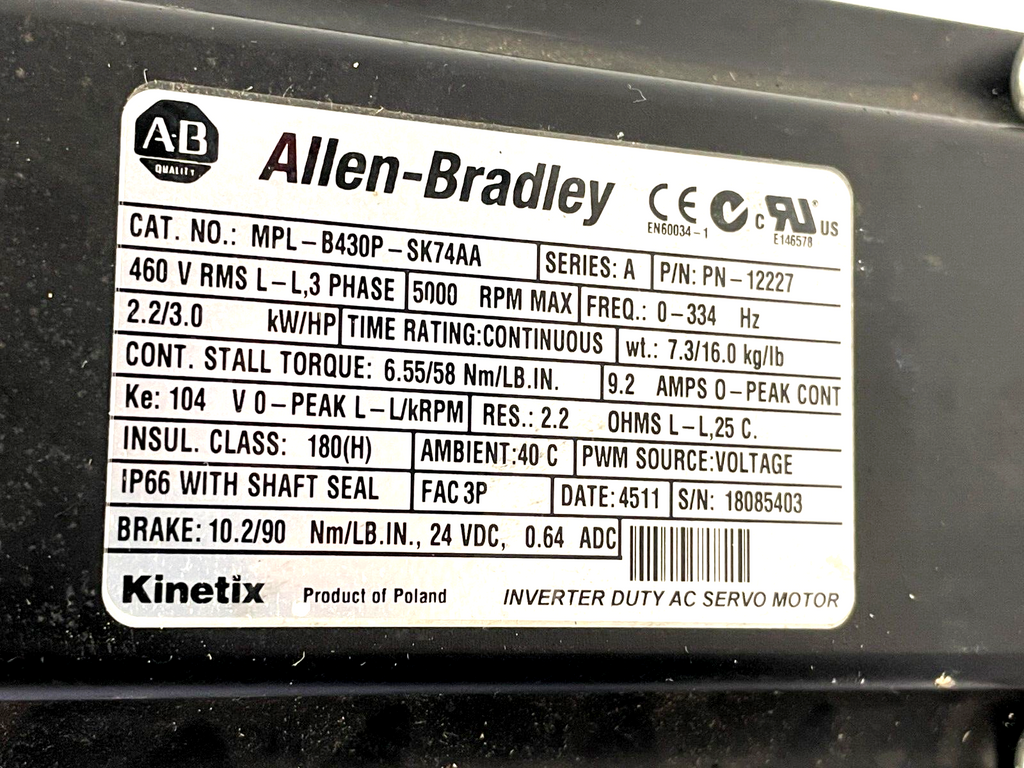 A·B
QUALITY
Allen-Bradley
CE
EN60034-1
C
US
E146578
CAT. NO.: MPL-B430P-SK74AA
SERIES: A
P/N: PN-12227
460 V RMS L-L,3 PHASE
5000 RPM MAX
FREQ.: 0-334 Hz
2.2/3.0 kW/HP
TIME RATING:CONTINUOUS
wt.: 7.3/16.0 kg/lb
CONT. STALL TORQUE: 6.55/58 Nm/LB.IN.
9.2 AMPS 0-PEAK CONT
Ke: 104 V 0-PEAK L-L/kRPM
RES.: 2.2 OHMS L-L,25 C.
INSUL. CLASS: 180(H)
AMBIENT:40 C
PWM SOURCE:VOLTAGE
IP66 WITH SHAFT SEAL
FAC 3P
DATE: 4511
S/N: 18085403
BRAKE: 10.2/90 Nm/LB.IN., 24 VDC, 0.64 ADC
Kinetix
Product of Poland
INVERTER DUTY AC SERVO MOTOR